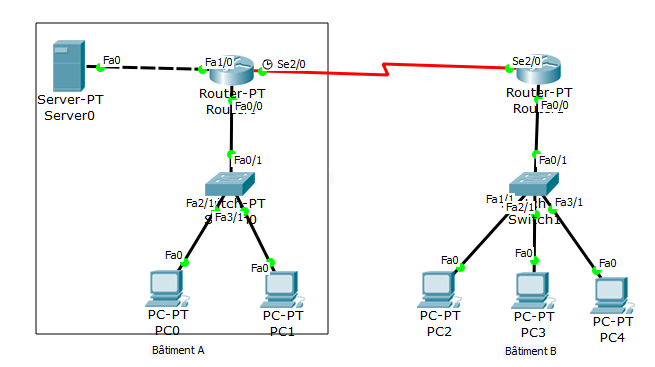 Fa0
Fa1/0
Se2/0
Se2/0
Server-PT
Server0
Router-PT
Fa0/0
Router-PT
Fa0/0
Fa0/1
Fa0/1
Fa2/1
Fa3/1
Fa1/1
Fa2/1
Fa3/1
Switch1
Fa0
Fa0
Fa0
Fa0
Fa0
PC-PT
PC0
PC-PT
PC1
PC-PT
PC2
PC-PT
PC3
PC-PT
PC4
Bâtiment A
Bâtiment B